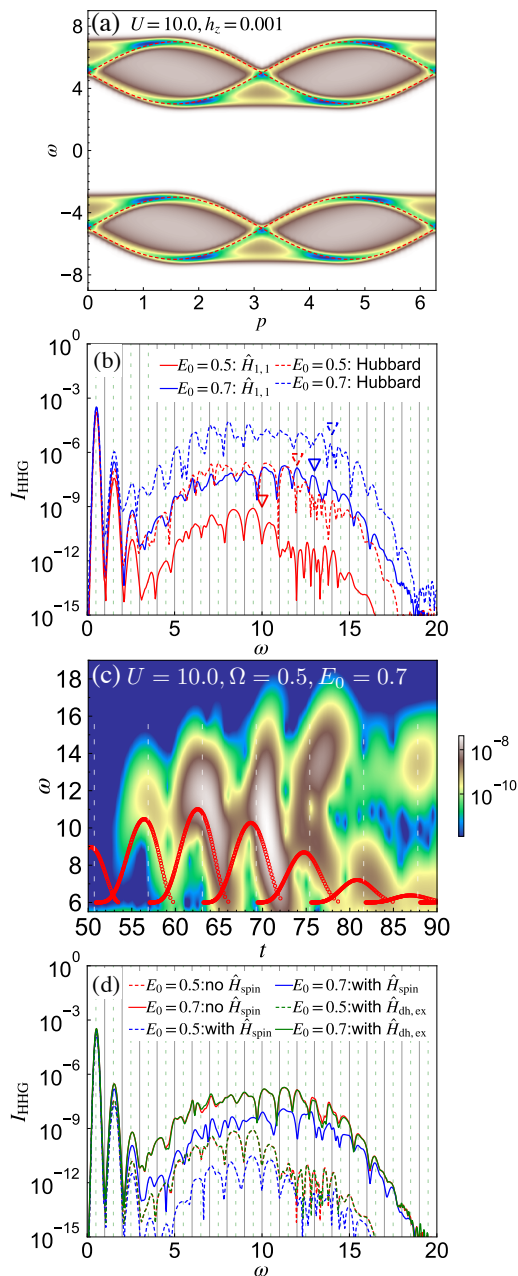 (a) U = 10.0, h_z = 0.001
8
4
0
−4
−8
ω
0 1 2 3 4 5 6
p
(b)
E_0 = 0.5: Ĥ_{1,1}
E_0 = 0.5: Hubbard
E_0 = 0.7: Ĥ_{1,1}
E_0 = 0.7: Hubbard
10^0
10^{-3}
10^{-6}
10^{-9}
10^{-12}
10^{-15}
I_HHG
0 5 10 15 20
ω
(c) U = 10.0, Ω = 0.5, E_0 = 0.7
18
16
14
12
10
8
6
ω
50 55 60 65 70 75 80 85 90
t
10^{-8}
10^{-10}
(d)
E_0 = 0.5:no Ĥ_spin
E_0 = 0.7:with Ĥ_spin
E_0 = 0.7:no Ĥ_spin
E_0 = 0.5:with Ĥ_{dh,ex}
E_0 = 0.5:with Ĥ_spin
E_0 = 0.7:with Ĥ_{dh,ex}
10^0
10^{-3}
10^{-6}
10^{-9}
10^{-12}
10^{-15}
I_HHG
0 5 10 15 20
ω